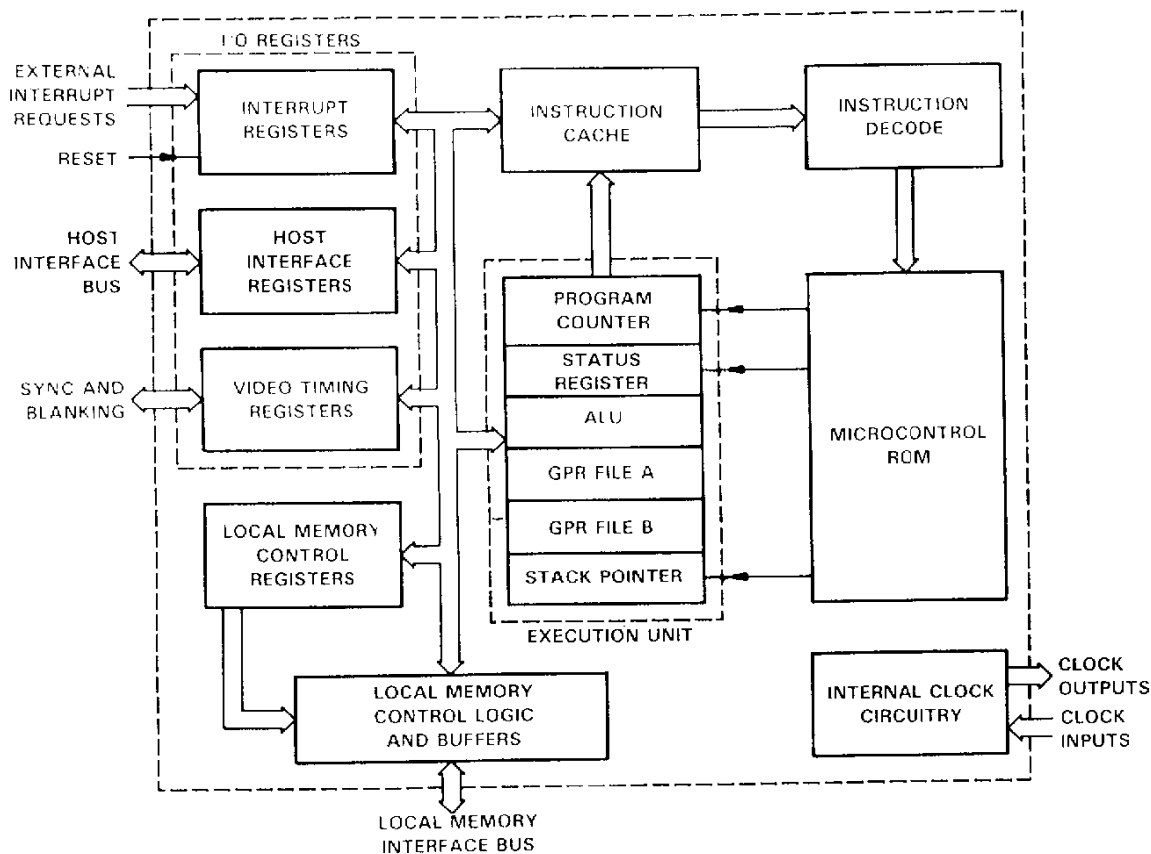 I/O REGISTERS
EXTERNAL
INTERRUPT
REQUESTS
RESET
INTERRUPT
REGISTERS
INSTRUCTION
CACHE
INSTRUCTION
DECODE
HOST
INTERFACE
BUS
HOST
INTERFACE
REGISTERS
PROGRAM
COUNTER
STATUS
REGISTER
ALU
GPR FILE A
GPR FILE B
STACK POINTER
EXECUTION UNIT
MICROCONTROL
ROM
SYNC AND
BLANKING
VIDEO TIMING
REGISTERS
LOCAL MEMORY
CONTROL
REGISTERS
LOCAL MEMORY
CONTROL LOGIC
AND BUFFERS
INTERNAL CLOCK
CIRCUITRY
CLOCK
OUTPUTS
CLOCK
INPUTS
LOCAL MEMORY
INTERFACE BUS